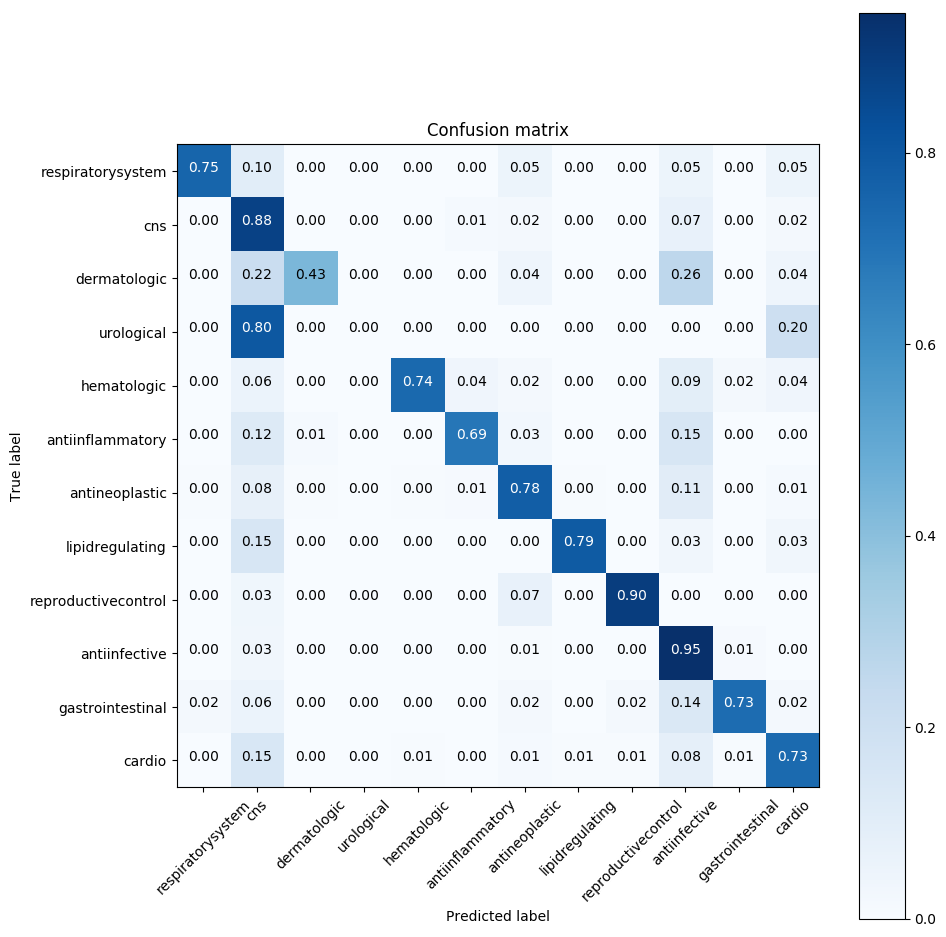 Confusion matrix
respiratorysystem 0.75 0.10 0.00 0.00 0.00 0.00 0.05 0.00 0.00 0.05 0.00 0.05
cns 0.00 0.88 0.00 0.00 0.00 0.01 0.02 0.00 0.00 0.07 0.00 0.02
dermatologic 0.00 0.22 0.43 0.00 0.00 0.00 0.04 0.00 0.00 0.26 0.00 0.04
urological 0.00 0.80 0.00 0.00 0.00 0.00 0.00 0.00 0.00 0.00 0.00 0.20
hematologic 0.00 0.06 0.00 0.00 0.74 0.04 0.02 0.00 0.00 0.09 0.02 0.04
antiinflammatory 0.00 0.12 0.01 0.00 0.00 0.69 0.03 0.00 0.00 0.15 0.00 0.00
antineoplastic 0.00 0.08 0.00 0.00 0.00 0.01 0.78 0.00 0.00 0.11 0.00 0.01
lipidregulating 0.00 0.15 0.00 0.00 0.00 0.00 0.00 0.79 0.00 0.03 0.00 0.03
reproductivecontrol 0.00 0.03 0.00 0.00 0.00 0.00 0.07 0.00 0.90 0.00 0.00 0.00
antiinfective 0.00 0.03 0.00 0.00 0.00 0.00 0.01 0.00 0.00 0.95 0.01 0.00
gastrointestinal 0.02 0.06 0.00 0.00 0.00 0.00 0.02 0.00 0.02 0.14 0.73 0.02
cardio 0.00 0.15 0.00 0.00 0.01 0.00 0.01 0.01 0.01 0.08 0.01 0.73
True label
respiratorysystem
cns
dermatologic
urological
hematologic
antiinflammatory
antineoplastic
lipidregulating
reproductivecontrol
antiinfective
gastrointestinal
cardio
Predicted label
0.8
0.6
0.4
0.2
0.0